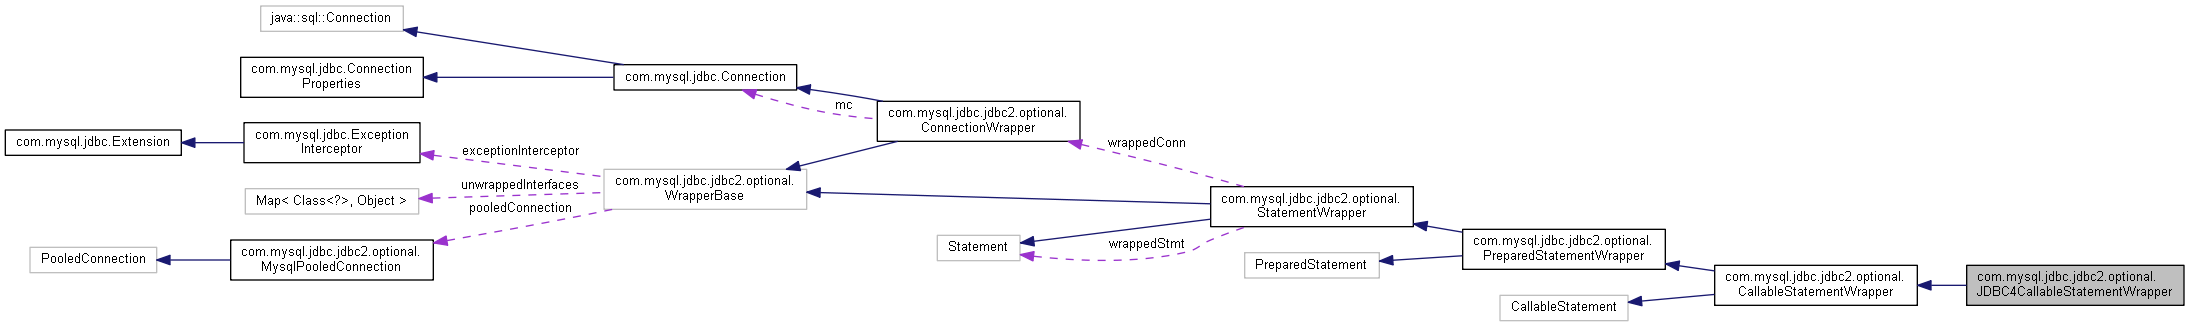 java::sql::Connection
com.mysql.jdbc.Connection
Properties
com.mysql.jdbc.Connection
mc
com.mysql.jdbc.jdbc2.optional.
ConnectionWrapper
com.mysql.jdbc.Extension
com.mysql.jdbc.Exception
Interceptor
exceptionInterceptor
wrappedConn
unwrappedInterfaces
Map< Class<?>, Object >
pooledConnection
com.mysql.jdbc.jdbc2.optional.
WrapperBase
com.mysql.jdbc.jdbc2.optional.
StatementWrapper
PooledConnection
com.mysql.jdbc.jdbc2.optional.
MysqlPooledConnection
Statement
wrappedStmt
PreparedStatement
com.mysql.jdbc.jdbc2.optional.
PreparedStatementWrapper
CallableStatement
com.mysql.jdbc.jdbc2.optional.
CallableStatementWrapper
com.mysql.jdbc.jdbc2.optional.
JDBC4CallableStatementWrapper